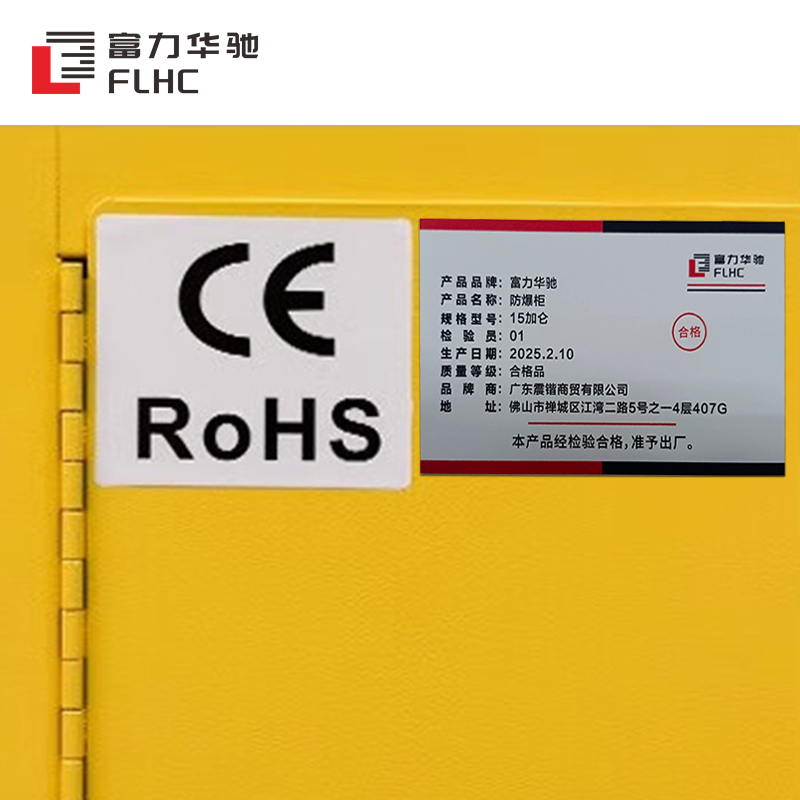 富力华驰
FLHC
CE
RoHS
富力华驰
FLHC
产品品牌：富力华驰
产品名称：防爆柜
规格型号：15加仑
检 验 员：01
生产日期：2025.2.10
质量等级：合格品
品 牌 商：广东震锴商贸有限公司
地 址：佛山市禅城区江湾二路5号之一4层407G
合格
本产品经检验合格，准予出厂。